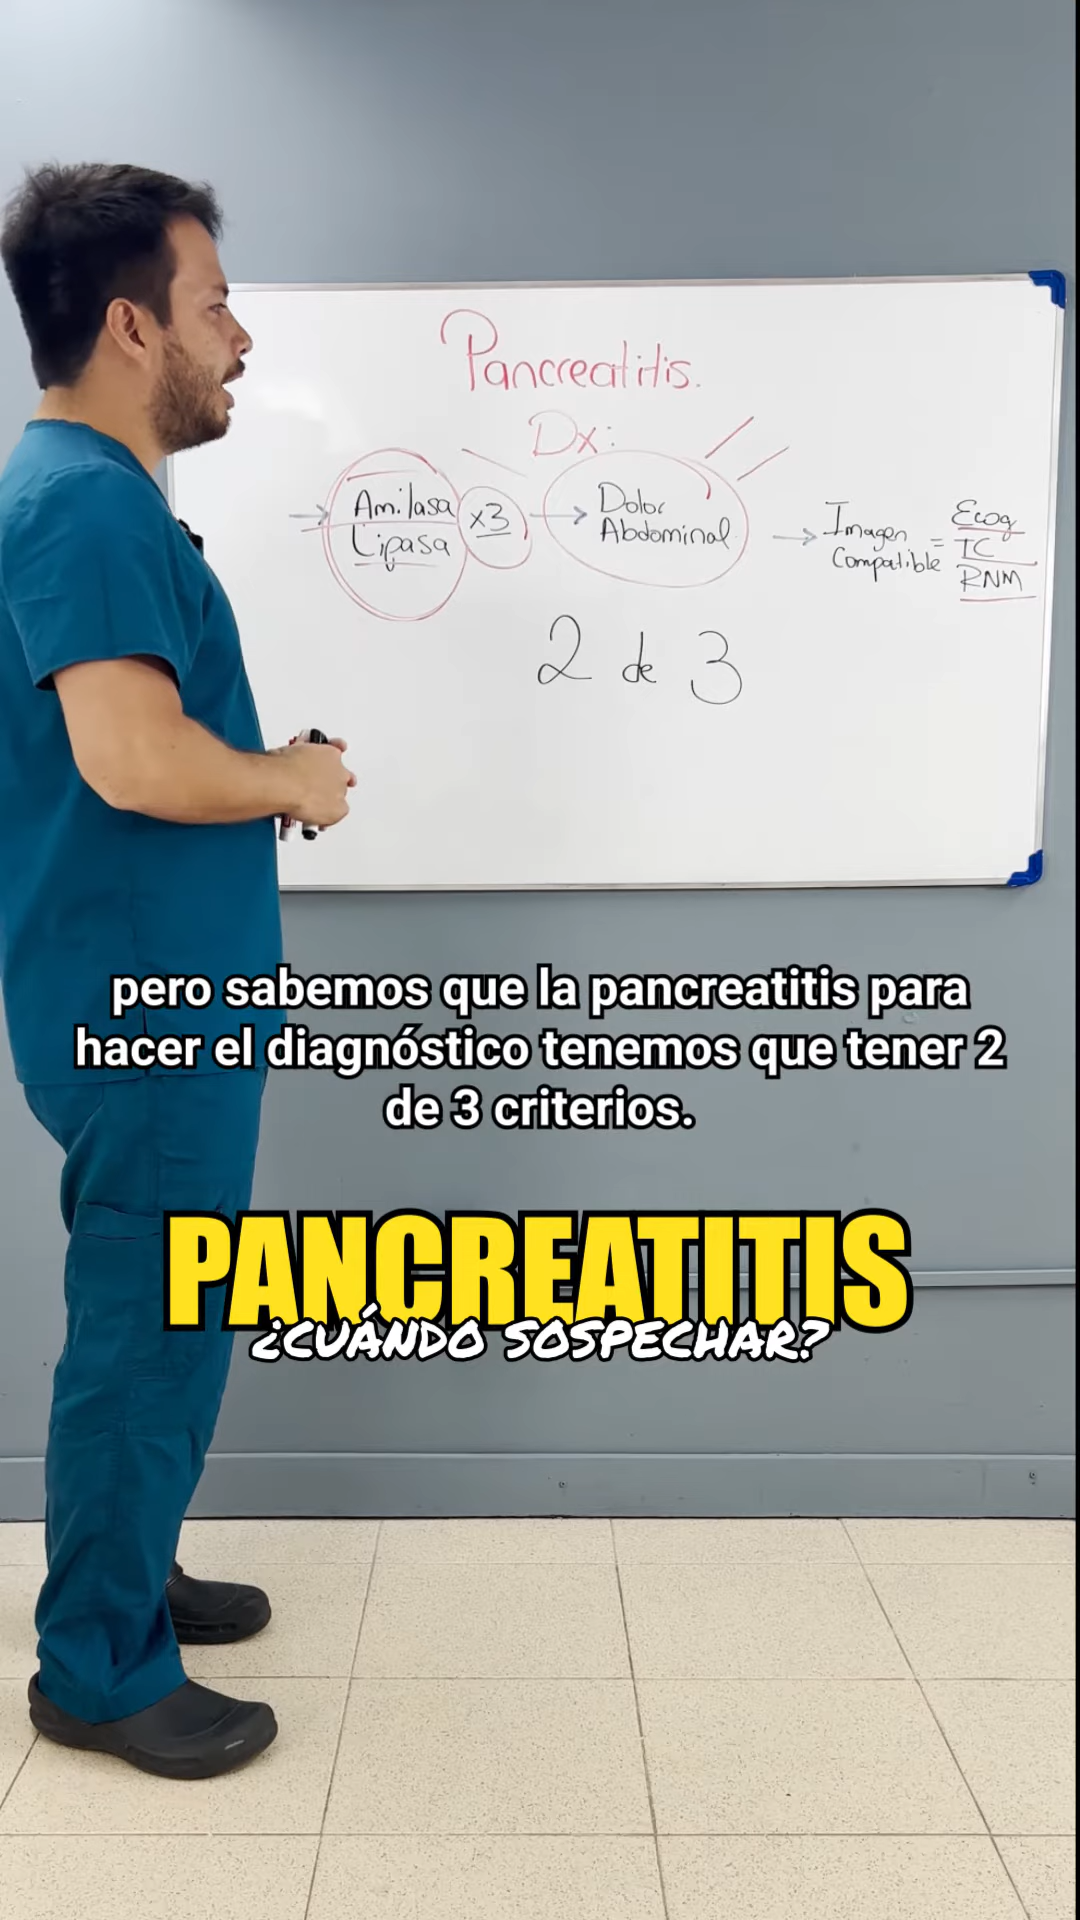 Pancreatitis.
Dx:
Amilasa
Lipasa
x3
Dolor
Abdominal
Imagen
Compatible
=
Ecog
TC
RNM
2 de 3
pero sabemos que la pancreatitis para
hacer el diagnóstico tenemos que tener 2
de 3 criterios.
PANCREATITIS
¿CUÁNDO SOSPECHAR?